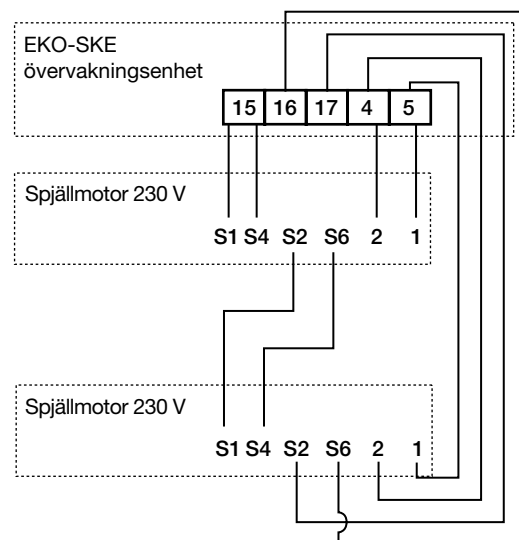 EKO-SKE
övervakningsenhet
15 16 17 4 5
Spjällmotor 230 V
S1 S4 S2 S6 2 1
Spjällmotor 230 V
S1 S4 S2 S6 2 1